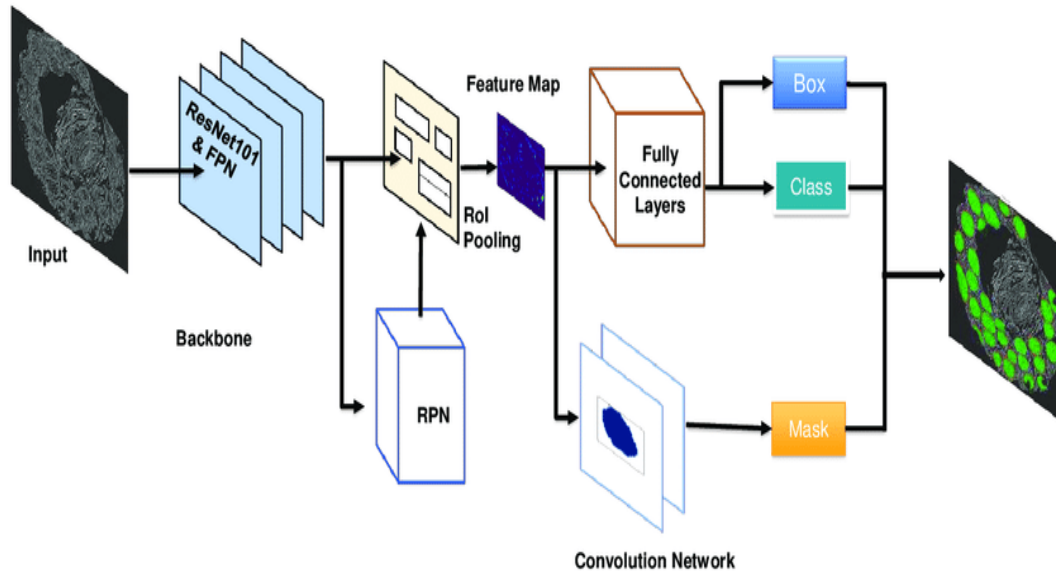 Input
ResNet101
& FPN
Backbone
RoI
Pooling
RPN
Feature Map
Fully
Connected
Layers
Convolution Network
Box
Class
Mask